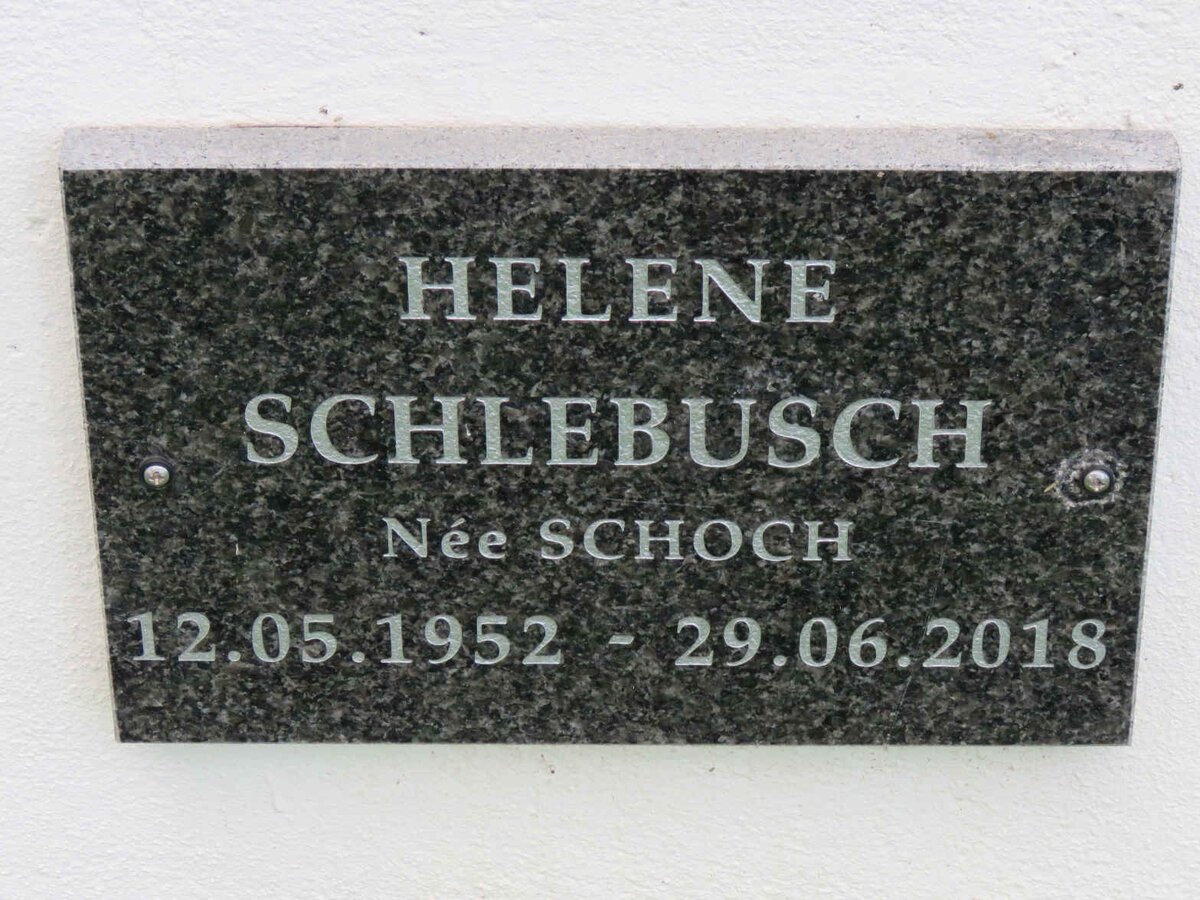 HELENE
SCHLEBUSCH
Née SCHOCH
12.05.1952 - 29.06.2018